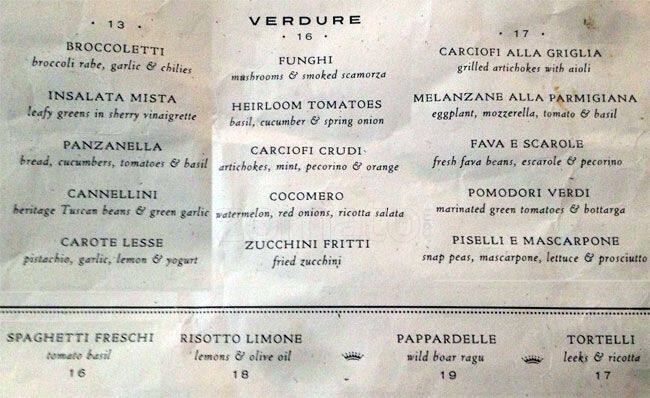 VERDURE
· 13 ·
BROCCOLETTI
broccoli rabe, garlic & chilies
INSALATA MISTA
leafy greens in sherry vinaigrette
PANZANELLA
bread, cucumbers, tomatoes & basil
CANNELLINI
heritage Tuscan beans & green garlic
CAROTE LESSE
pistachio, garlic, lemon & yogurt
· 16 ·
FUNGHI
mushrooms & smoked scamorza
HEIRLOOM TOMATOES
basil, cucumber & spring onion
CARCIOFI CRUDI
artichokes, mint, pecorino & orange
COCOMERO
watermelon, red onions, ricotta salata
ZUCCHINI FRITTI
fried zucchini
· 17 ·
CARCIOFI ALLA GRIGLIA
grilled artichokes with aioli
MELANZANE ALLA PARMIGIANA
eggplant, mozzerella, tomato & basil
FAVA E SCAROLE
fresh fava beans, escarole & pecorino
POMODORI VERDI
marinated green tomatoes & bottarga
PISELLI E MASCARPONE
snap peas, mascarpone, lettuce & prosciutto
SPAGHETTI FRESCHI
tomato basil
16
RISOTTO LIMONE
lemons & olive oil
18
PAPPARDELLE
wild boar ragu
19
TORTELLI
leeks & ricotta
17